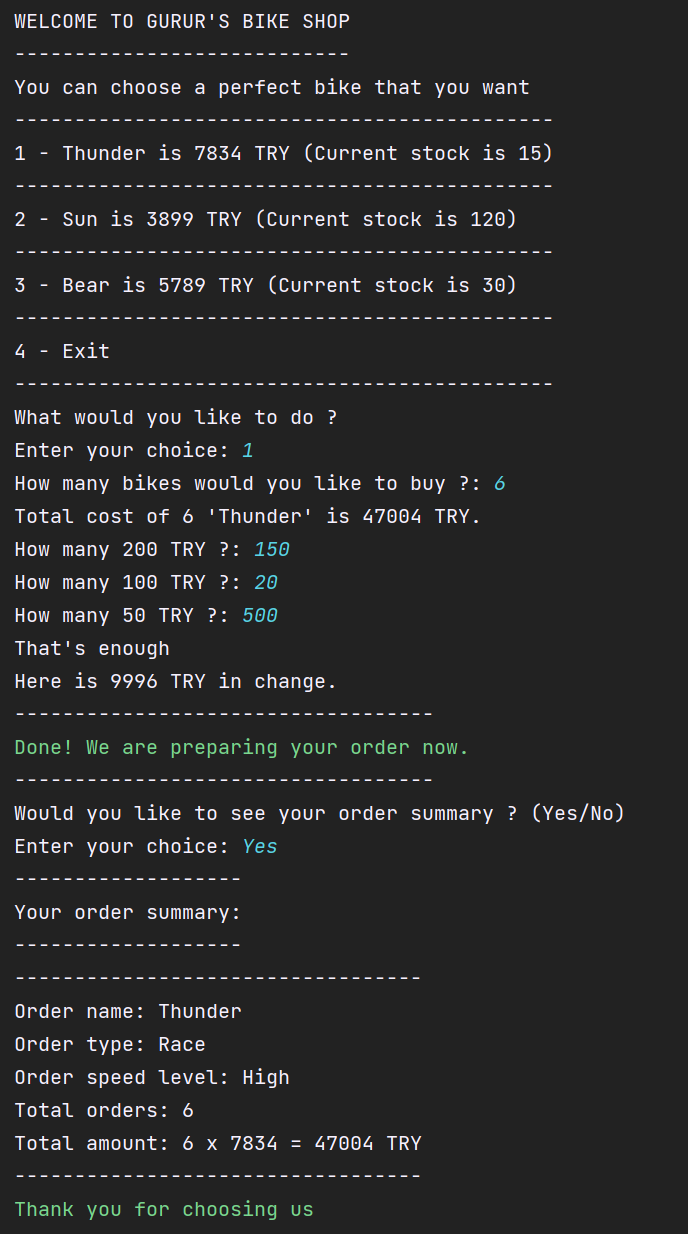 WELCOME TO GURUR'S BIKE SHOP
----------------------------
You can choose a perfect bike that you want
---------------------------------------------
1 - Thunder is 7834 TRY (Current stock is 15)
---------------------------------------------
2 - Sun is 3899 TRY (Current stock is 120)
---------------------------------------------
3 - Bear is 5789 TRY (Current stock is 30)
---------------------------------------------
4 - Exit
---------------------------------------------
What would you like to do ?
Enter your choice: 1
How many bikes would you like to buy ?: 6
Total cost of 6 'Thunder' is 47004 TRY.
How many 200 TRY ?: 150
How many 100 TRY ?: 20
How many 50 TRY ?: 500
That's enough
Here is 9996 TRY in change.
-----------------------------------
Done! We are preparing your order now.
-----------------------------------
Would you like to see your order summary ? (Yes/No)
Enter your choice: Yes
-------------------
Your order summary:
-------------------
----------------------------------
Order name: Thunder
Order type: Race
Order speed level: High
Total orders: 6
Total amount: 6 x 7834 = 47004 TRY
----------------------------------
Thank you for choosing us